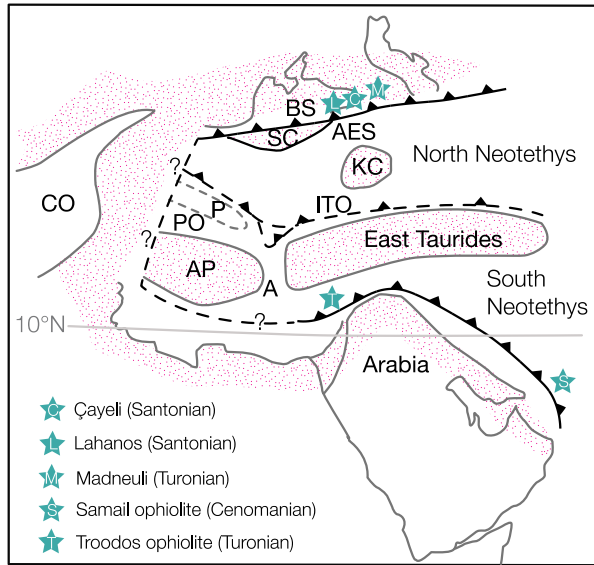 M
C
L
BS
AES
SC
North Neotethys
KC
?
CO
P
ITO
PO
East Taurides
?
AP
A
South
Neotethys
T
10°N
?
Arabia
S
C Çayeli (Santonian)
L Lahanos (Santonian)
M Madneuli (Turonian)
S Samail ophiolite (Cenomanian)
T Troodos ophiolite (Turonian)